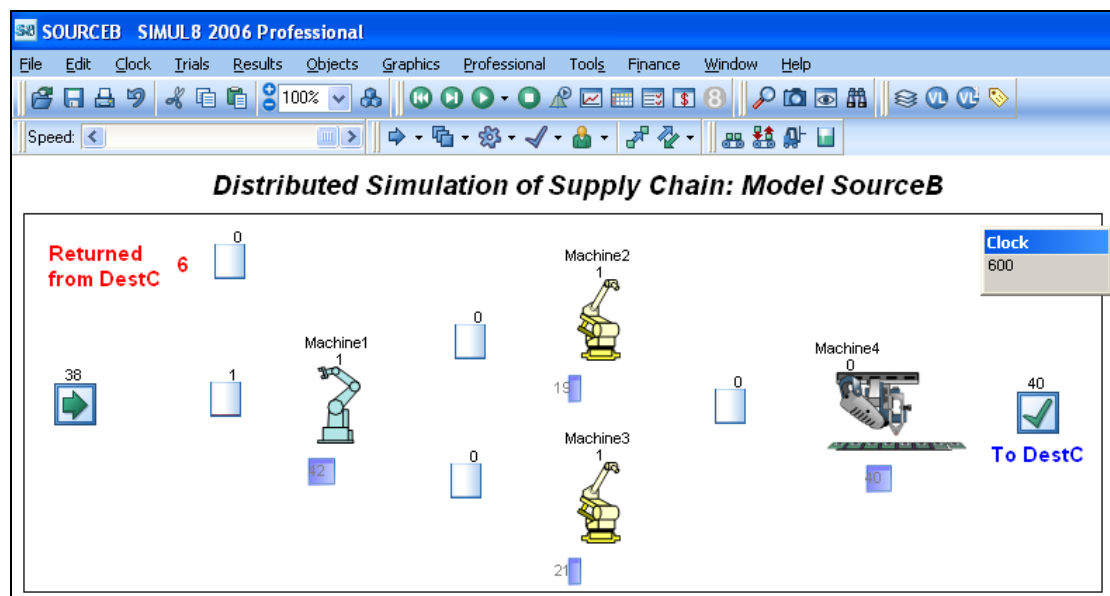 SOURCEB SIMUL8 2006 Professional
File Edit Clock Trials Results Objects Graphics Professional Tools Finance Window Help
100%
Speed:
Distributed Simulation of Supply Chain: Model SourceB
Returned
from DestC
6
0
Clock
600
Machine2
1
0
Machine1
1
Machine4
0
38
1
0
40
19
Machine3
1
To DestC
0
42
40
21